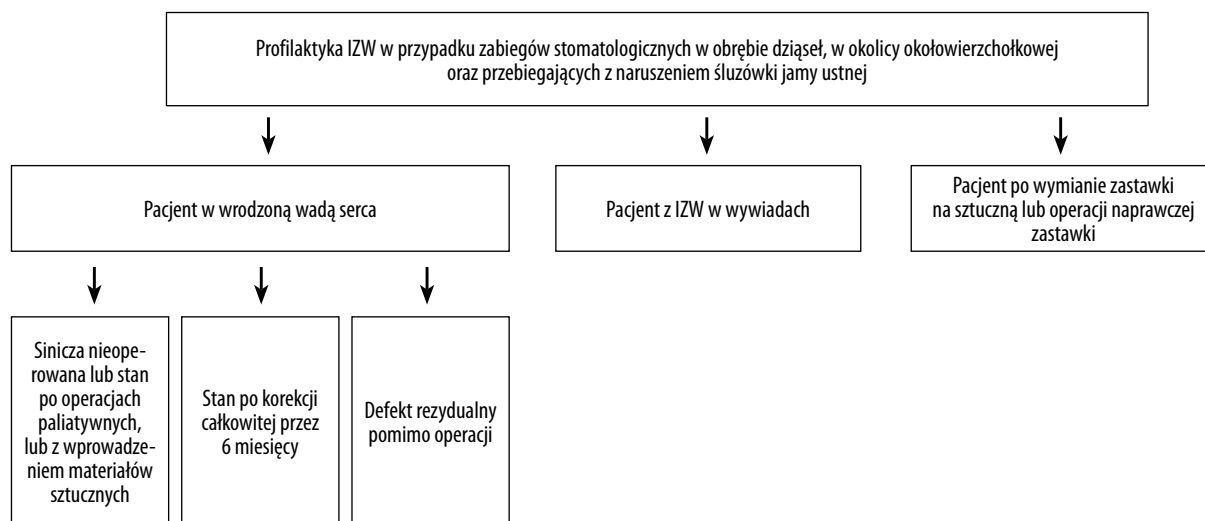 Profilaktyka IZW w przypadku zabiegów stomatologicznych w obrębie dziąseł, w okolicy okołowierzchołkowej
oraz przebiegających z naruszeniem śluzówki jamy ustnej
Pacjent w wrodzoną wadą serca
Pacjent z IZW w wywiadach
Pacjent po wymianie zastawki
na sztuczną lub operacji naprawczej
zastawki
Sinicza nieope-
rowana lub stan
po operacjach
paliatywnych,
lub z wprowadze-
niem materiałów
sztucznych
Stan po korekcji
całkowitej przez
6 miesięcy
Defekt rezydualny
pomimo operacji